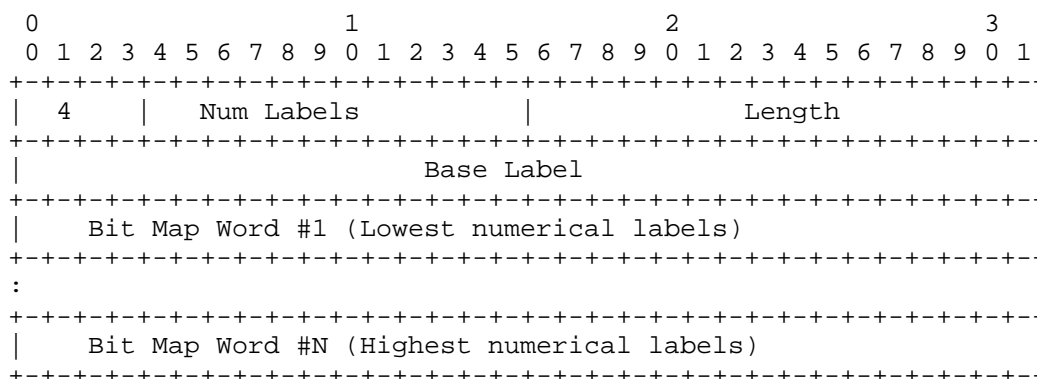 0                   1                   2                   3
 0 1 2 3 4 5 6 7 8 9 0 1 2 3 4 5 6 7 8 9 0 1 2 3 4 5 6 7 8 9 0 1
+-+-+-+-+-+-+-+-+-+-+-+-+-+-+-+-+-+-+-+-+-+-+-+-+-+-+-+-+-+-+-+-
|  4    |   Num Labels          |             Length
+-+-+-+-+-+-+-+-+-+-+-+-+-+-+-+-+-+-+-+-+-+-+-+-+-+-+-+-+-+-+-+-
|                         Base Label
+-+-+-+-+-+-+-+-+-+-+-+-+-+-+-+-+-+-+-+-+-+-+-+-+-+-+-+-+-+-+-+-
|    Bit Map Word #1 (Lowest numerical labels)
+-+-+-+-+-+-+-+-+-+-+-+-+-+-+-+-+-+-+-+-+-+-+-+-+-+-+-+-+-+-+-+-
:
+-+-+-+-+-+-+-+-+-+-+-+-+-+-+-+-+-+-+-+-+-+-+-+-+-+-+-+-+-+-+-+-
|    Bit Map Word #N (Highest numerical labels)
+-+-+-+-+-+-+-+-+-+-+-+-+-+-+-+-+-+-+-+-+-+-+-+-+-+-+-+-+-+-+-+-